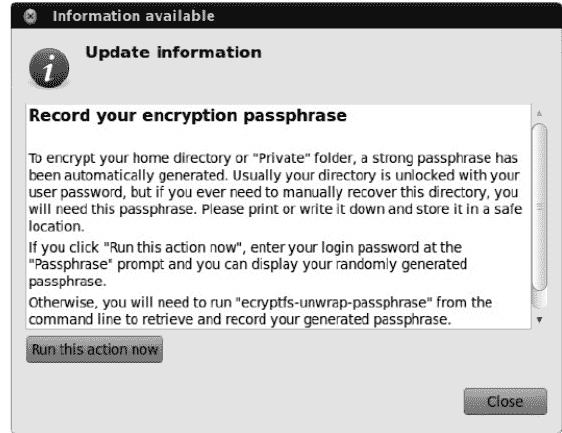 Information available
Update information
Record your encryption passphrase
To encrypt your home directory or "Private" folder, a strong passphrase has
been automatically generated. Usually your directory is unlocked with your
user password, but if you ever need to manually recover this directory, you
will need this passphrase. Please print or write it down and store it in a safe
location.
If you click "Run this action now", enter your login password at the
"Passphrase" prompt and you can display your randomly generated
passphrase.
Otherwise, you will need to run "ecryptfs-unwrap-passphrase" from the
command line to retrieve and record your generated passphrase.
Run this action now
Close